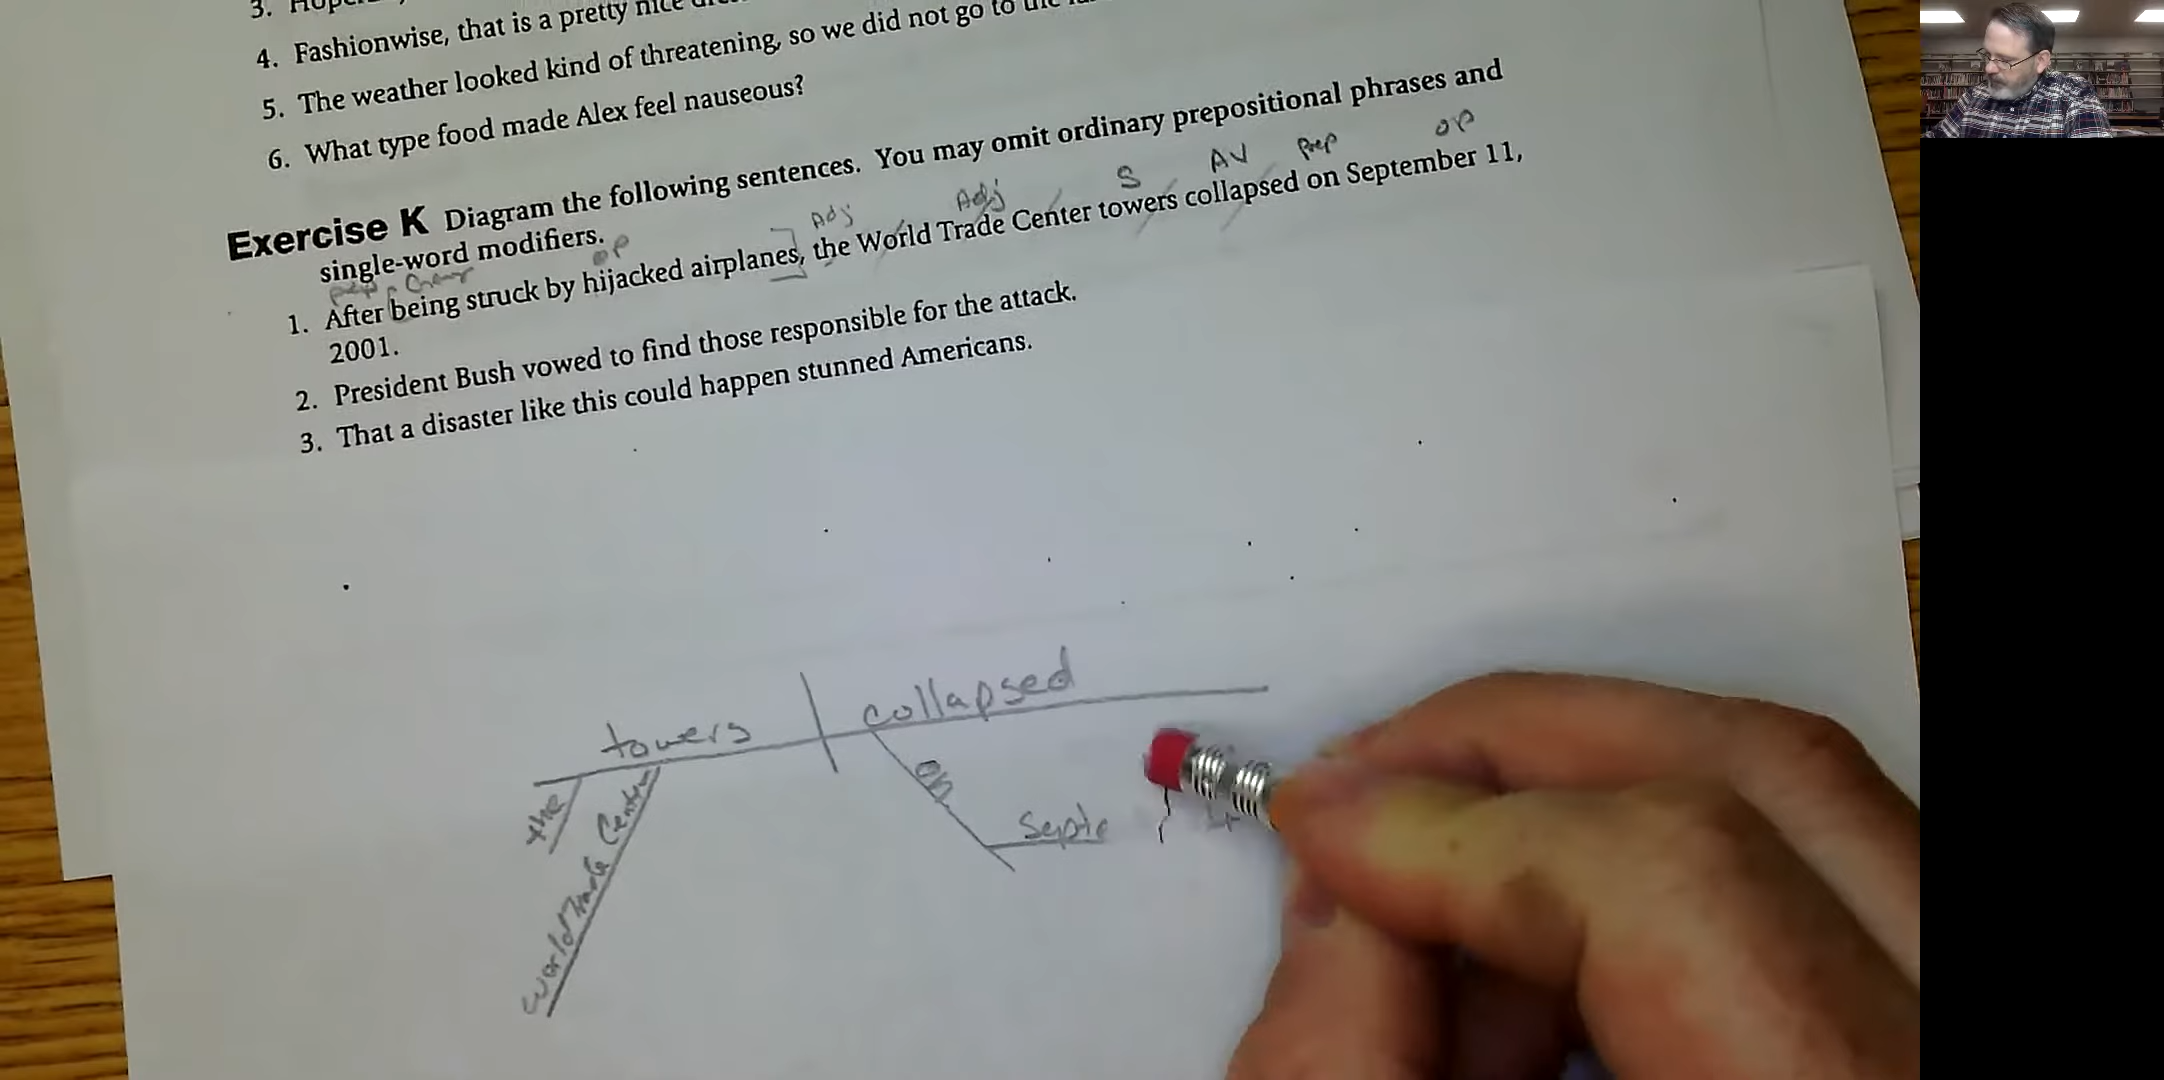 3.
4. Fashionwise, that is a pretty nice
5. The weather looked kind of threatening, so we did not go to the
6. What type food made Alex feel nauseous?
Exercise K Diagram the following sentences. You may omit ordinary prepositional phrases and
single-word modifiers.
Adj Adj S AV prep OP
prep OP
1. After being struck by hijacked airplanes, the World Trade Center towers collapsed on September 11,
2001.
2. President Bush vowed to find those responsible for the attack.
3. That a disaster like this could happen stunned Americans.
towers collapsed
the World Trade Center on Septe